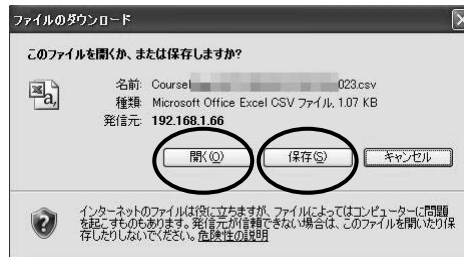 ファイルのダウンロード
このファイルを開くか、または保存しますか?
名前: Coursel 023.csv
種類: Microsoft Office Excel CSV ファイル, 1.07 KB
発信元: 192.168.1.66
開く(O) 保存(S) キャンセル
インターネットのファイルは役に立ちますが、ファイルによってはコンピューターに問題
を起こすものもあります。発信元が信頼できない場合は、このファイルを開いたり保
存したりしないでください。危険性の説明